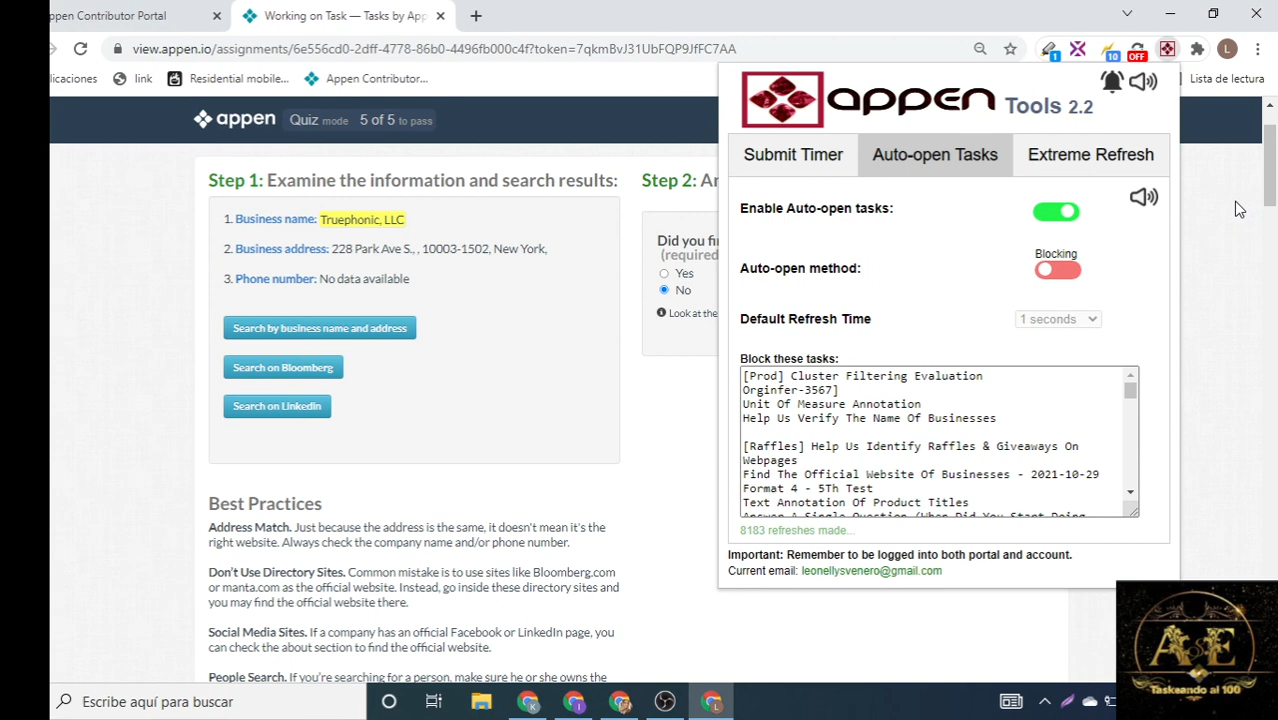 ppen Contributor Portal
Working on Task — Tasks by App
view.appen.io/assignments/6e556cd0-2dff-4778-86b0-4496fb000c4f?token=7qkmBvJ31UbFQP9JfFC7AA
1
10
OFF
L
licaciones
link
Residential mobile...
Appen Contributor...
Lista de lectura
appen
Quiz mode
5 of 5 to pass
Step 1: Examine the information and search results:
1. Business name: Truephonic, LLC
2. Business address: 228 Park Ave S., , 10003-1502, New York,
3. Phone number: No data available
Search by business name and address
Search on Bloomberg
Search on Linkedin
Best Practices
Address Match. Just because the address is the same, it doesn't mean it's the
right website. Always check the company name and/or phone number.
Don't Use Directory Sites. Common mistake is to use sites like Bloomberg.com
or manta.com as the official website. Instead, go inside these directory sites and
you may find the official website there.
Social Media Sites. If a company has an official Facebook or LinkedIn page, you
can check the about section to find the official website.
People Search. If you're searching for a person, make sure he or she owns the
Step 2: Ar
Did you fi
(required
Yes
No
Look at the
appen Tools 2.2
Submit Timer
Auto-open Tasks
Extreme Refresh
Enable Auto-open tasks:
Auto-open method:
Blocking
Default Refresh Time
1 seconds
Block these tasks:
[Prod] Cluster Filtering Evaluation
Orginfer-3567]
Unit Of Measure Annotation
Help Us Verify The Name Of Businesses
[Raffles] Help Us Identify Raffles & Giveaways On
Webpages
Find The Official Website Of Businesses - 2021-10-29
Format 4 - 5Th Test
Text Annotation Of Product Titles
Answer A Single Question (When Did You Start Doing
8183 refreshes made...
Important: Remember to be logged into both portal and account.
Current email: leonellysvenero@gmail.com
A&E
Taskeando al 100
Escribe aquí para buscar
K
I
L